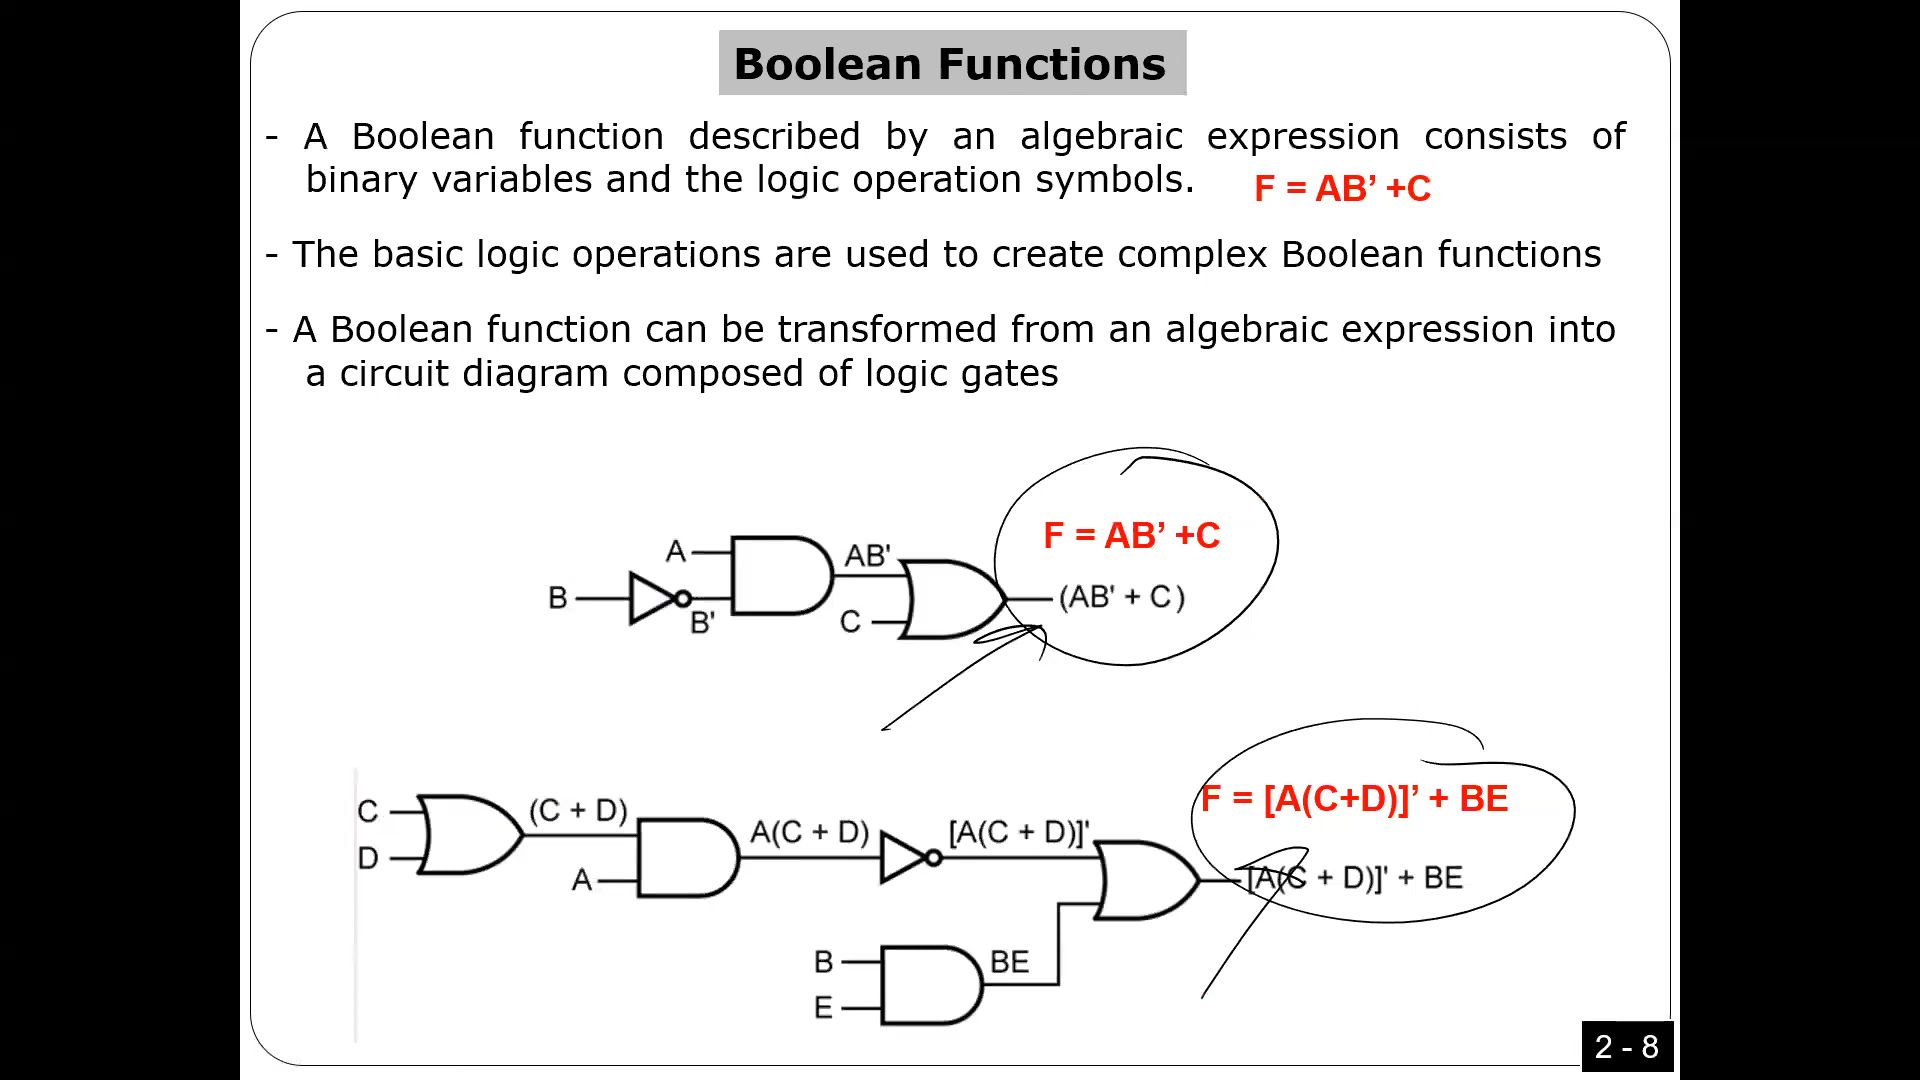 Boolean Functions
- A Boolean function described by an algebraic expression consists of
binary variables and the logic operation symbols. F = AB’ +C
- The basic logic operations are used to create complex Boolean functions
- A Boolean function can be transformed from an algebraic expression into
a circuit diagram composed of logic gates
F = AB’ +C
A AB'
B B' C (AB' + C)
F = [A(C+D)]’ + BE
C (C + D) A(C + D) [A(C + D)]'
D A [A(C + D)]' + BE
B BE
E
2 - 8